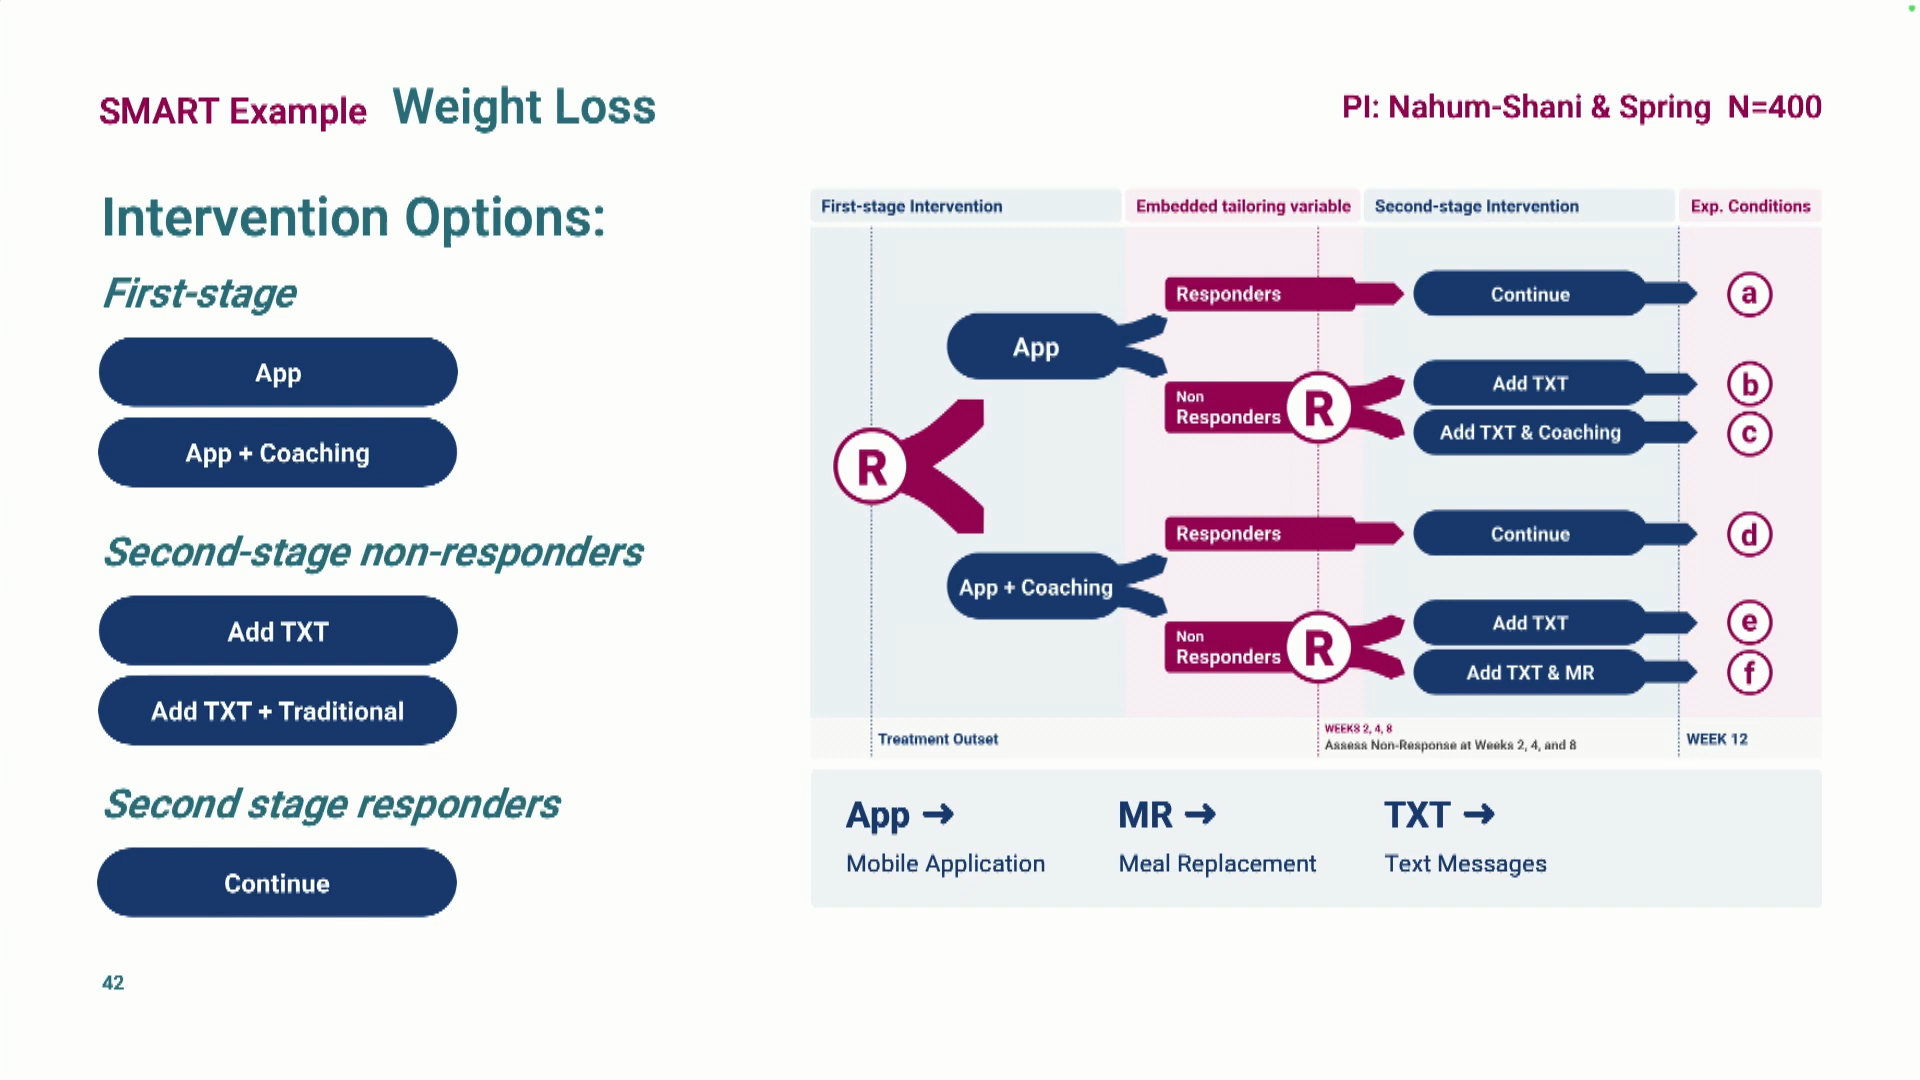 SMART Example Weight Loss
PI: Nahum-Shani & Spring N=400
Intervention Options:
First-stage
App
App + Coaching
Second-stage non-responders
Add TXT
Add TXT + Traditional
Second stage responders
Continue
42
First-stage Intervention
Embedded tailoring variable
Second-stage Intervention
Exp. Conditions
R
App
Responders
Continue
a
Non
Responders
R
Add TXT
b
Add TXT & Coaching
c
App + Coaching
Responders
Continue
d
Non
Responders
R
Add TXT
e
Add TXT & MR
f
Treatment Outset
WEEKS 2, 4, 8
Assess Non-Response at Weeks 2, 4, and 8
WEEK 12
App →
Mobile Application
MR →
Meal Replacement
TXT →
Text Messages